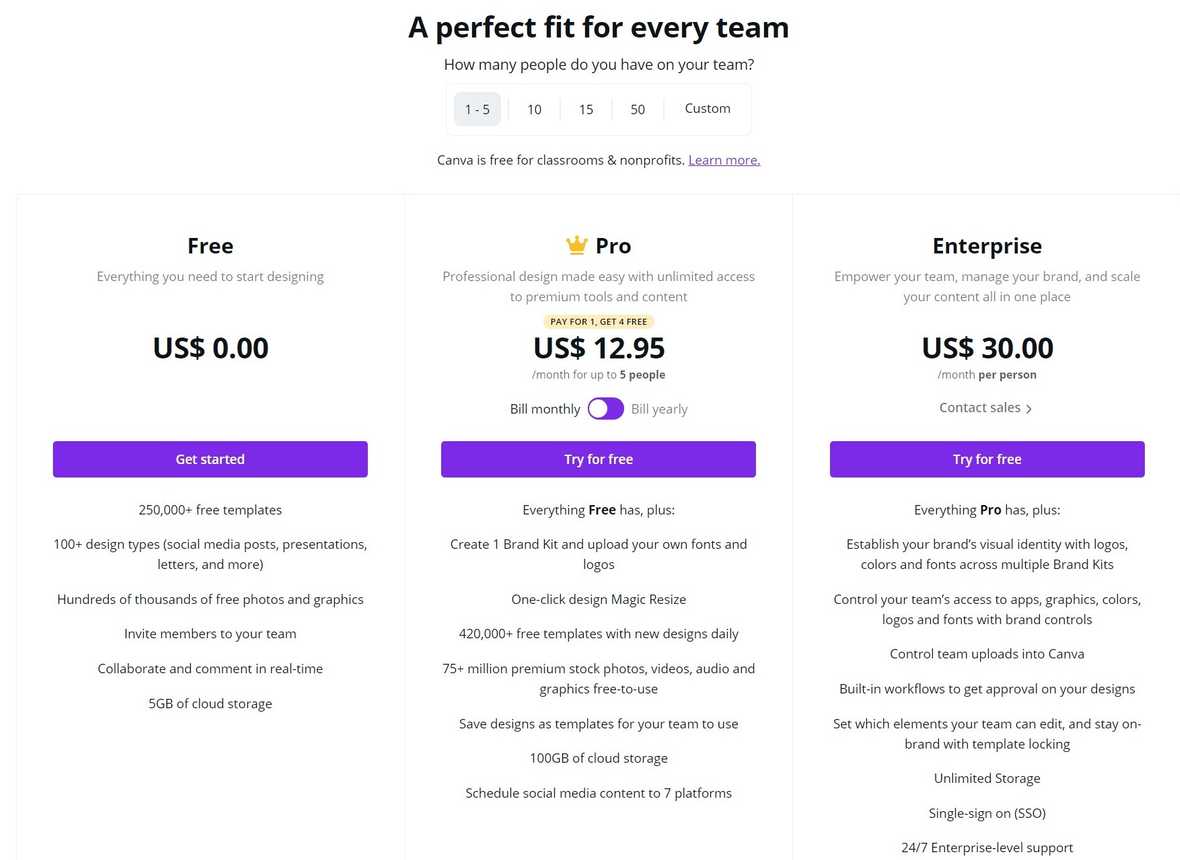 A perfect fit for every team
How many people do you have on your team?
1 - 5
10
15
50
Custom
Canva is free for classrooms & nonprofits. Learn more.
Free
Everything you need to start designing
US$ 0.00
Get started
250,000+ free templates
100+ design types (social media posts, presentations,
letters, and more)
Hundreds of thousands of free photos and graphics
Invite members to your team
Collaborate and comment in real-time
5GB of cloud storage
Pro
Professional design made easy with unlimited access
to premium tools and content
PAY FOR 1, GET 4 FREE
US$ 12.95
/month for up to 5 people
Bill monthly
Bill yearly
Try for free
Everything Free has, plus:
Create 1 Brand Kit and upload your own fonts and
logos
One-click design Magic Resize
420,000+ free templates with new designs daily
75+ million premium stock photos, videos, audio and
graphics free-to-use
Save designs as templates for your team to use
100GB of cloud storage
Schedule social media content to 7 platforms
Enterprise
Empower your team, manage your brand, and scale
your content all in one place
US$ 30.00
/month per person
Contact sales
Try for free
Everything Pro has, plus:
Establish your brand’s visual identity with logos,
colors and fonts across multiple Brand Kits
Control your team’s access to apps, graphics, colors,
logos and fonts with brand controls
Control team uploads into Canva
Built-in workflows to get approval on your designs
Set which elements your team can edit, and stay on-
brand with template locking
Unlimited Storage
Single-sign on (SSO)
24/7 Enterprise-level support